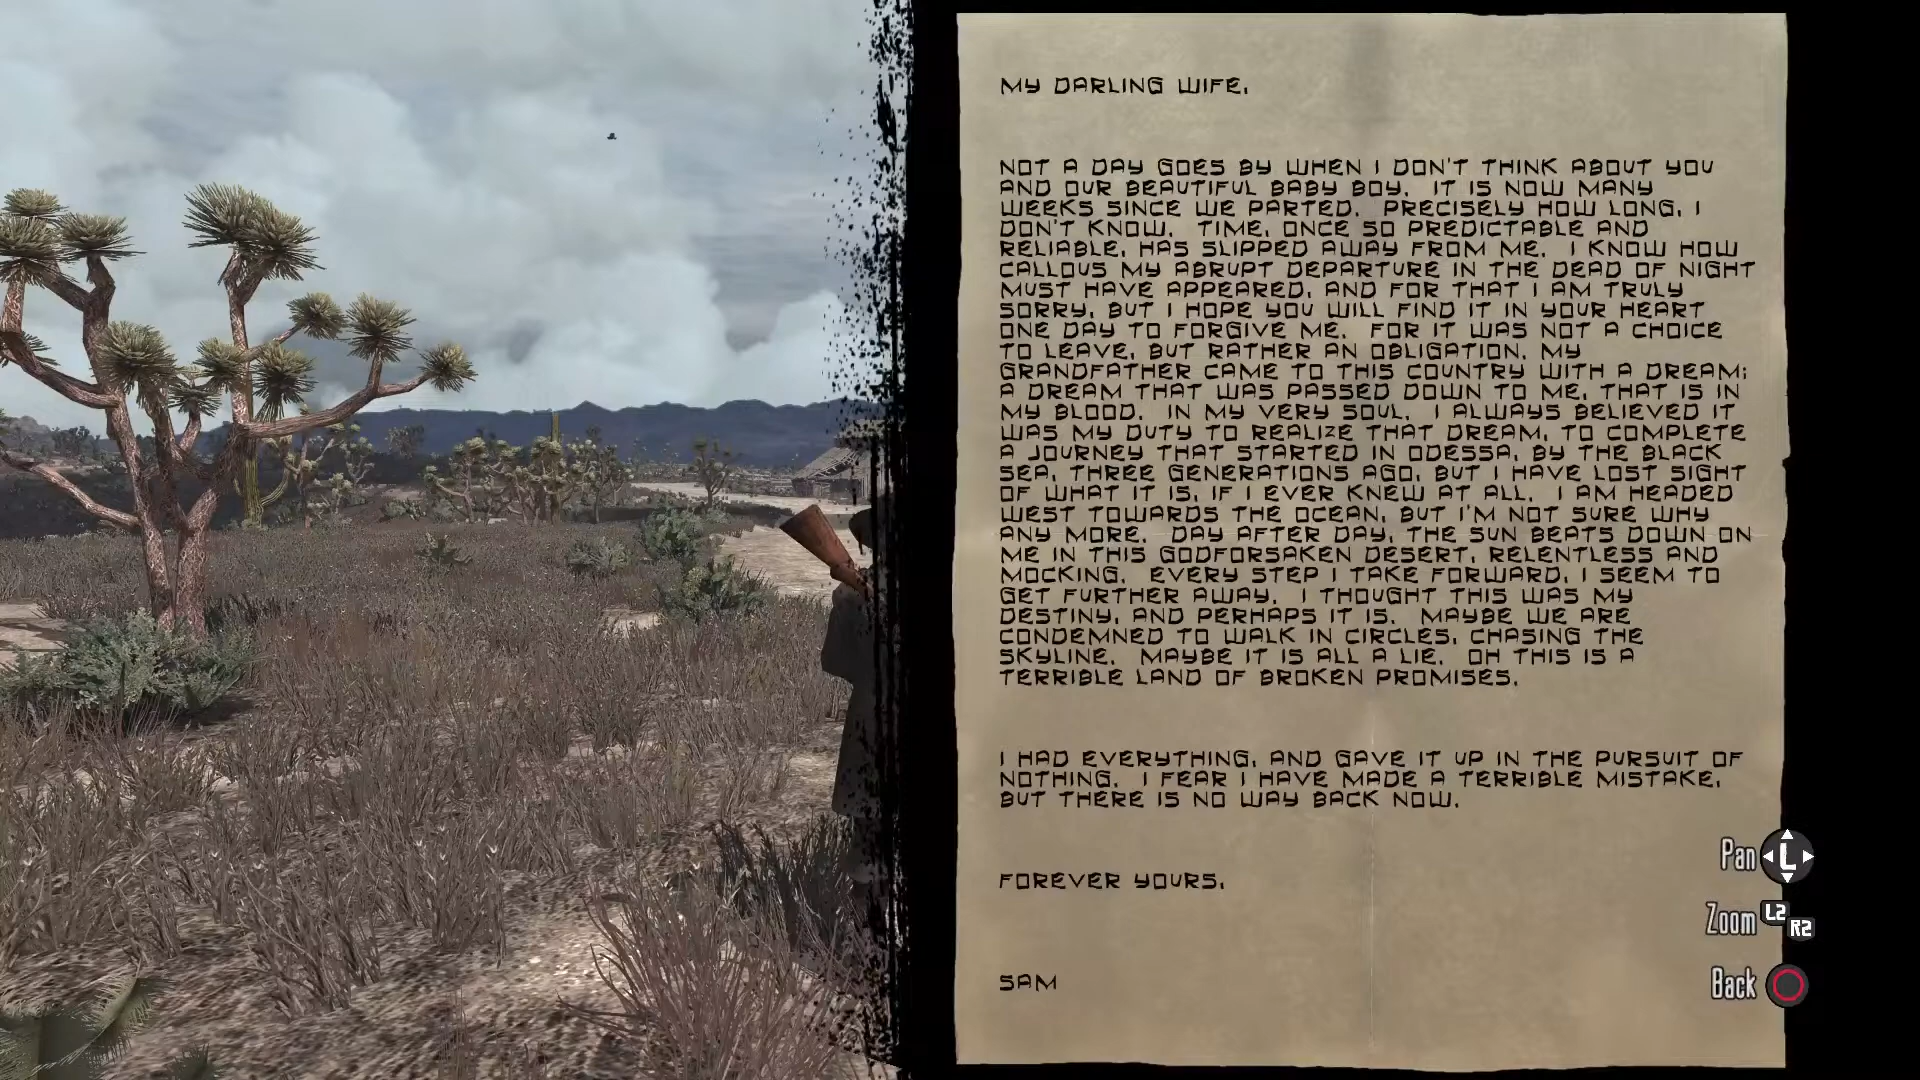 MY DARLING WIFE,
NOT A DAY GOES BY WHEN I DON'T THINK ABOUT YOU
AND OUR BEAUTIFUL BABY BOY. IT IS NOW MANY
WEEKS SINCE WE PARTED. PRECISELY HOW LONG, I
DON'T KNOW. TIME, ONCE SO PREDICTABLE AND
RELIABLE, HAS SLIPPED AWAY FROM ME. I KNOW HOW
CALLOUS MY ABRUPT DEPARTURE IN THE DEAD OF NIGHT
MUST HAVE APPEARED, AND FOR THAT I AM TRULY
SORRY, BUT I HOPE YOU WILL FIND IT IN YOUR HEART
ONE DAY TO FORGIVE ME. FOR IT WAS NOT A CHOICE
TO LEAVE, BUT RATHER AN OBLIGATION. MY
GRANDFATHER CAME TO THIS COUNTRY WITH A DREAM;
A DREAM THAT WAS PASSED DOWN TO ME, THAT IS IN
MY BLOOD. IN MY VERY SOUL. I ALWAYS BELIEVED IT
WAS MY DUTY TO REALIZE THAT DREAM, TO COMPLETE
A JOURNEY THAT STARTED IN ODESSA, BY THE BLACK
SEA, THREE GENERATIONS AGO, BUT I HAVE LOST SIGHT
OF WHAT IT IS, IF I EVER KNEW AT ALL. I AM HEADED
WEST TOWARDS THE OCEAN, BUT I'M NOT SURE WHY
ANY MORE. DAY AFTER DAY, THE SUN BEATS DOWN ON
ME IN THIS GODFORSAKEN DESERT, RELENTLESS AND
MOCKING. EVERY STEP I TAKE FORWARD, I SEEM TO
GET FURTHER AWAY. I THOUGHT THIS WAS MY
DESTINY, AND PERHAPS IT IS. MAYBE WE ARE
CONDEMNED TO WALK IN CIRCLES, CHASING THE
SKYLINE. MAYBE IT IS ALL A LIE. OH THIS IS A
TERRIBLE LAND OF BROKEN PROMISES.
I HAD EVERYTHING, AND GAVE IT UP IN THE PURSUIT OF
NOTHING. I FEAR I HAVE MADE A TERRIBLE MISTAKE,
BUT THERE IS NO WAY BACK NOW.
FOREVER YOURS,
SAM
Pan L
Zoom L2 R2
Back